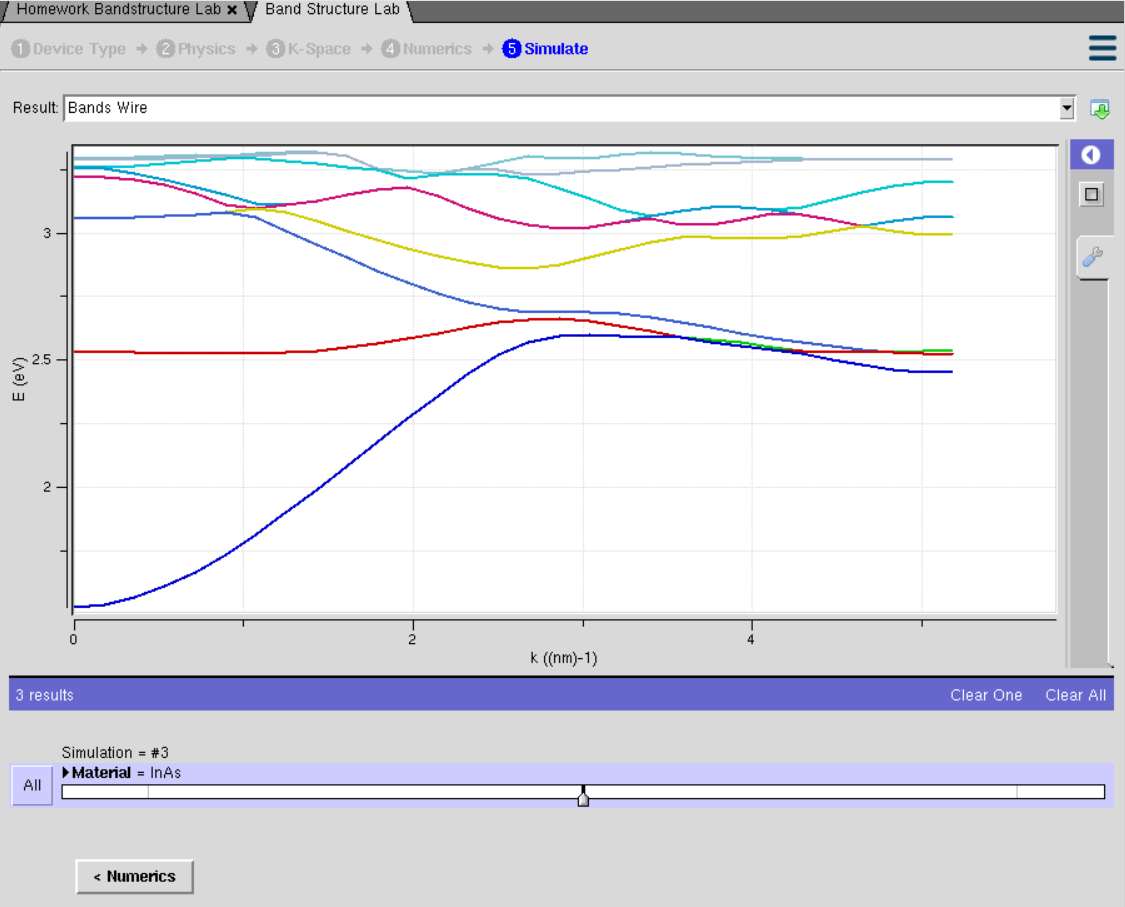 Homework Bandstructure Lab × Band Structure Lab
1 Device Type → 2 Physics → 3 K-Space → 4 Numerics → 5 Simulate
Result: Bands Wire
3
2.5
2
E (eV)
0 2 4
k ((nm)-1)
3 results Clear One Clear All
Simulation = #3
All
Material = InAs
< Numerics